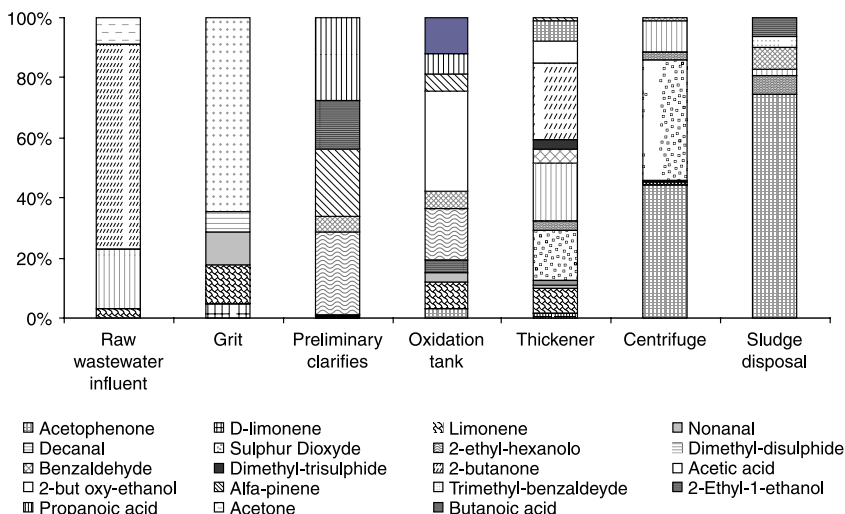 100%
80%
60%
40%
20%
0%
Raw wastewater influent
Grit
Preliminary clarifies
Oxidation tank
Thickener
Centrifuge
Sludge disposal
Acetophenone
D-limonene
Limonene
Nonanal
Decanal
Sulphur Dioxyde
2-ethyl-hexanolo
Dimethyl-disulphide
Benzaldehyde
Dimethyl-trisulphide
2-butanone
Acetic acid
2-but oxy-ethanol
Alfa-pinene
Trimethyl-benzaldeyde
2-Ethyl-1-ethanol
Propanoic acid
Acetone
Butanoic acid